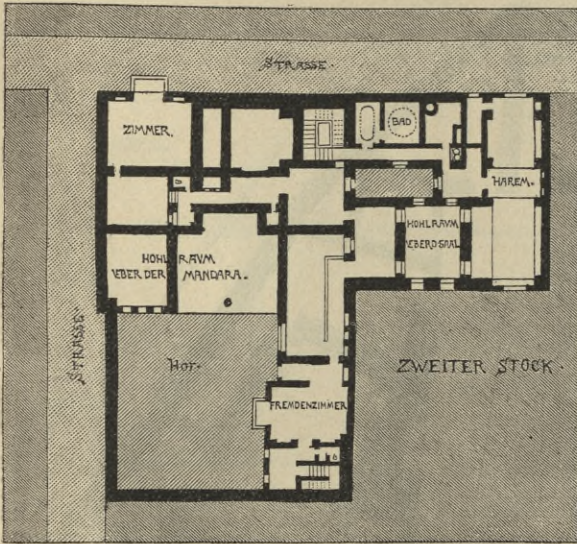 STRASSE.
ZIMMER.
BAD
HAREM.
HOHLRAUM
UEBER D. SAAL
HOHLRAUM
UEBER DER MANDARA.
STRASSE
HOF.
ZWEITER STOCK.
FREMDENZIMMER